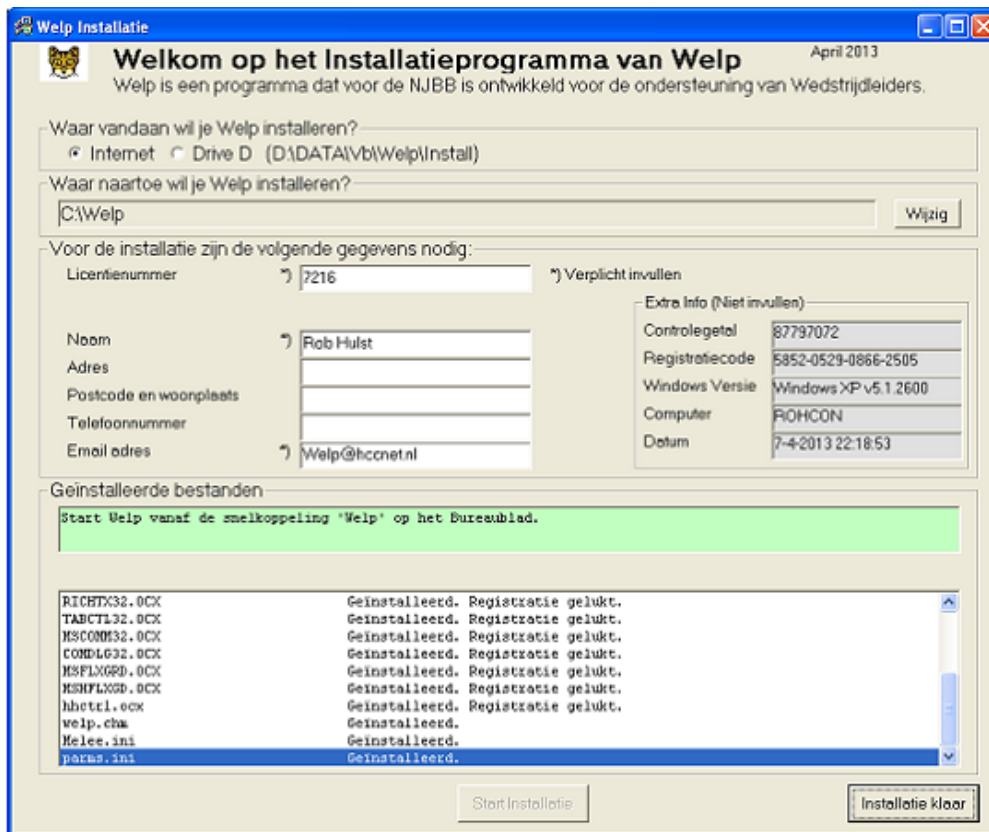 Welp Installatie
Welkom op het Installatieprogramma van Welp
April 2013
Welp is een programma dat voor de NJBB is ontwikkeld voor de ondersteuning van Wedstrijdleiders.
Waar vandaan wil je Welp installeren?
Internet Drive D (D:\DATA\Vb\Welp\Install)
Waar naartoe wil je Welp installeren?
C:\Welp Wijzig
Voor de installatie zijn de volgende gegevens nodig:
Licentienummer *) 7216 *) Verplicht invullen
Extra Info (Niet invullen)
Controlegetal 87797072
Naam *) Rob Hulst
Registratiecode 5852-0529-0866-2505
Adres
Windows Versie Windows XP v5.1.2600
Postcode en woonplaats
Computer ROHCON
Telefoonnummer
Datum 7-4-2013 22:18:53
Email adres *) Welp@hccnet.nl
Geïnstalleerde bestanden
Start Welp vanaf de snelkoppeling 'Welp' op het Bureaublad.
RICHTX32.OCX Geïnstalleerd. Registratie gelukt.
TABCTL32.OCX Geïnstalleerd. Registratie gelukt.
MSCOMM32.OCX Geïnstalleerd. Registratie gelukt.
COMDLG32.OCX Geïnstalleerd. Registratie gelukt.
MSFLXGRD.OCX Geïnstalleerd. Registratie gelukt.
MSHFLXGD.OCX Geïnstalleerd. Registratie gelukt.
hhctrl.ocx Geïnstalleerd. Registratie gelukt.
welp.chm Geïnstalleerd.
Melee.ini Geïnstalleerd.
parms.ini Geïnstalleerd.
Start Installatie Installatie klaar